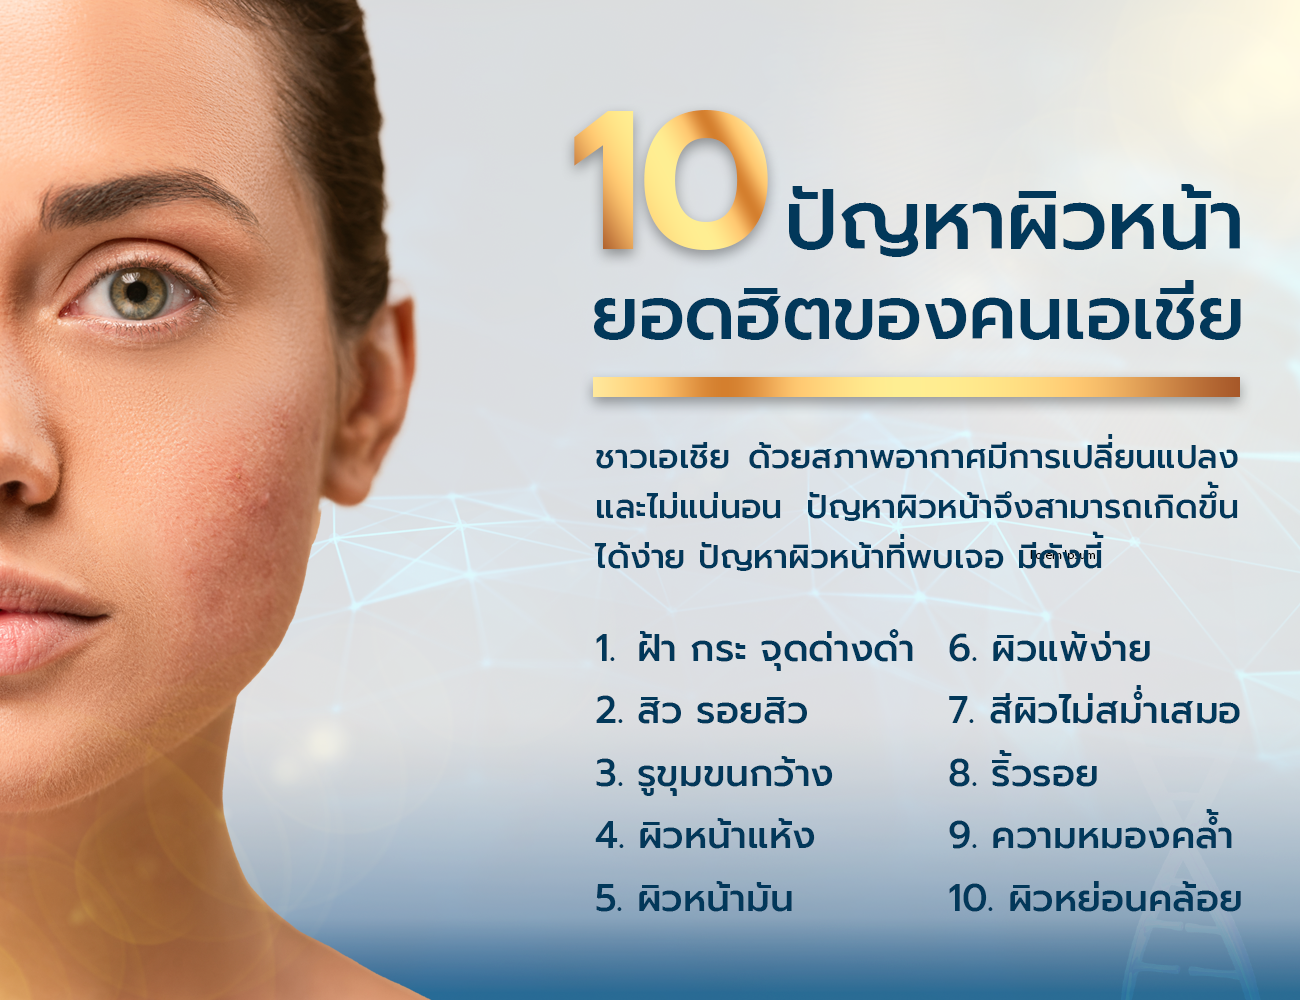 10 ปัญหาผิวหน้า
ยอดฮิตของคนเอเชีย
ชาวเอเชีย ด้วยสภาพอากาศมีการเปลี่ยนแปลง
และไม่แน่นอน ปัญหาผิวหน้าจึงสามารถเกิดขึ้น
ได้ง่าย ปัญหาผิวหน้าที่พบเจอ มีดังนี้
Lorem ipsum
1. ฝ้า กระ จุดด่างดำ
2. สิว รอยสิว
3. รูขุมขนกว้าง
4. ผิวหน้าแห้ง
5. ผิวหน้ามัน
6. ผิวแพ้ง่าย
7. สีผิวไม่สม่ำเสมอ
8. ริ้วรอย
9. ความหมองคล้ำ
10. ผิวหย่อนคล้อย